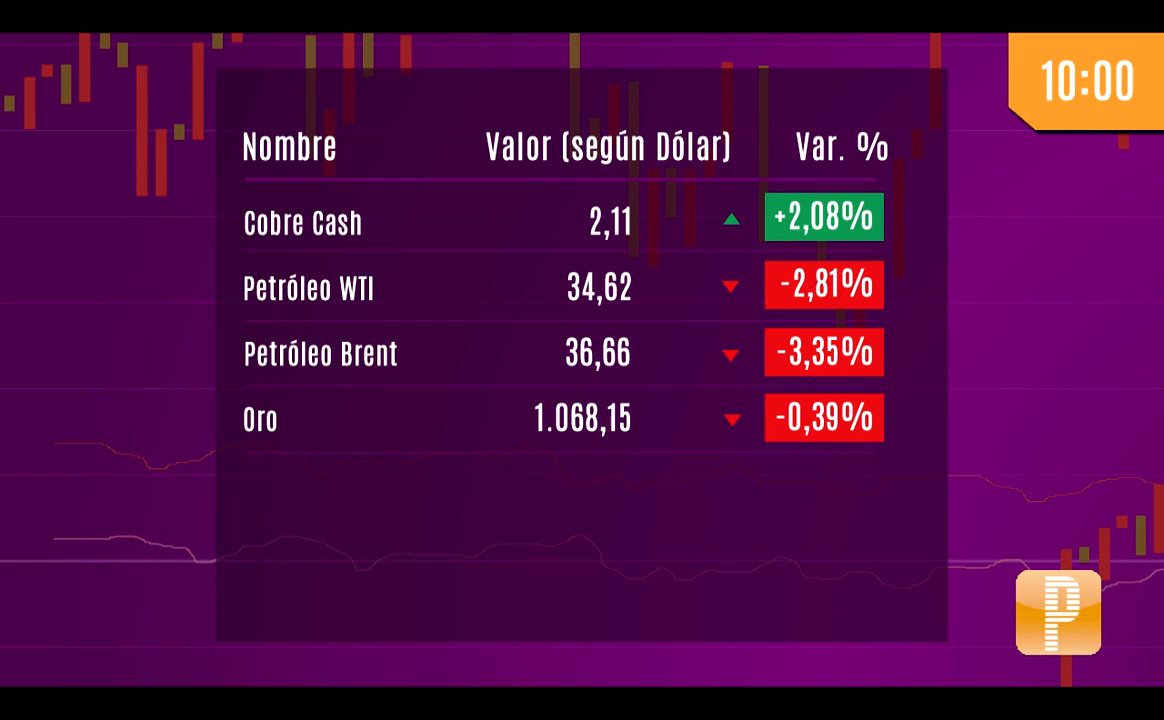 10:00
Nombre Valor (según Dólar) Var. %
Cobre Cash 2,11 +2,08%
Petróleo WTI 34,62 -2,81%
Petróleo Brent 36,66 -3,35%
Oro 1.068,15 -0,39%
P